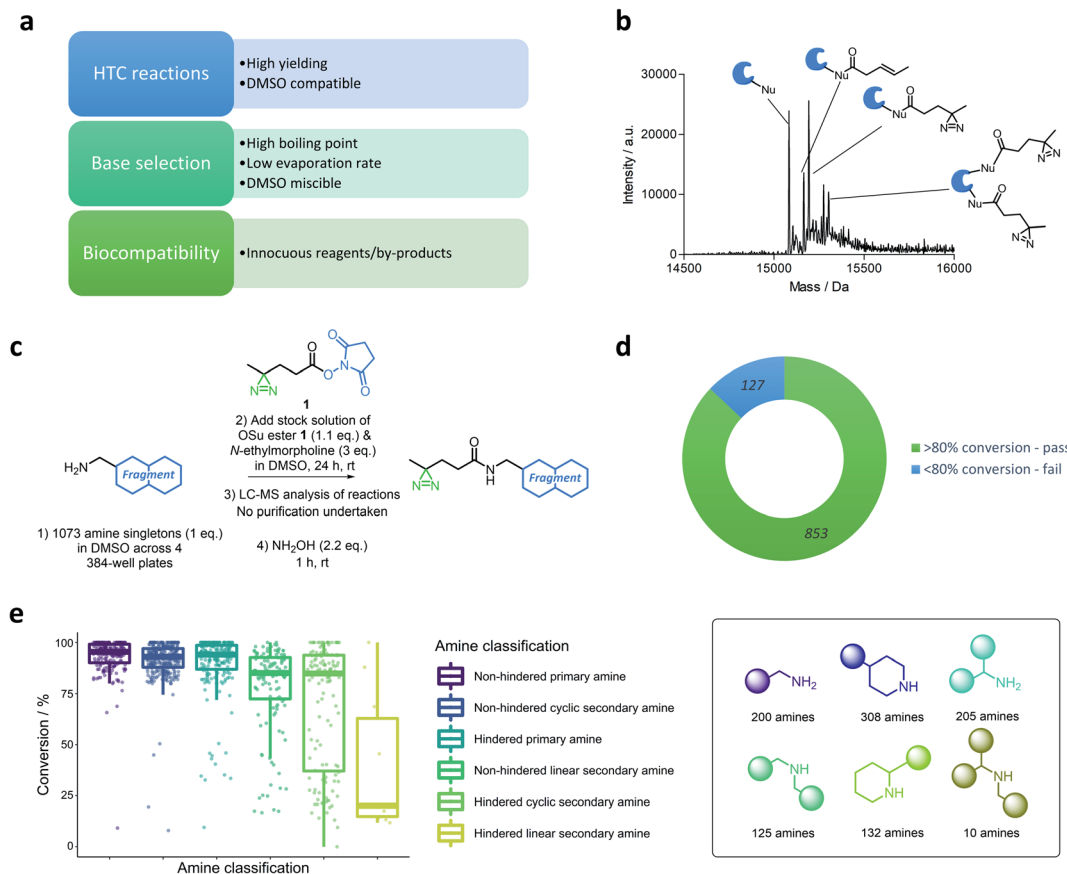 a
HTC reactions
•High yielding
•DMSO compatible
Base selection
•High boiling point
•Low evaporation rate
•DMSO miscible
Biocompatibility
•Innocuous reagents/by-products
b
Intensity / a.u.
30000
20000
10000
0
14500
15000
15500
16000
Mass / Da
Nu
O
Nu
O
Nu
N=N
O
Nu
N=N
O
Nu
N=N
c
O
O
O
N
O
N=N
1
2) Add stock solution of
OSu ester 1 (1.1 eq.) &
N-ethylmorpholine (3 eq.)
in DMSO, 24 h, rt
3) LC-MS analysis of reactions
No purification undertaken
4) NH2OH (2.2 eq.)
1 h, rt
H2N
Fragment
1) 1073 amine singletons (1 eq.)
in DMSO across 4
384-well plates
O
N
H
N=N
Fragment
d
127
853
>80% conversion - pass
<80% conversion - fail
e
Conversion / %
100
75
50
25
0
Amine classification
Amine classification
Non-hindered primary amine
Non-hindered cyclic secondary amine
Hindered primary amine
Non-hindered linear secondary amine
Hindered cyclic secondary amine
Hindered linear secondary amine
NH2
200 amines
NH
308 amines
NH2
205 amines
NH
125 amines
NH
132 amines
NH
10 amines